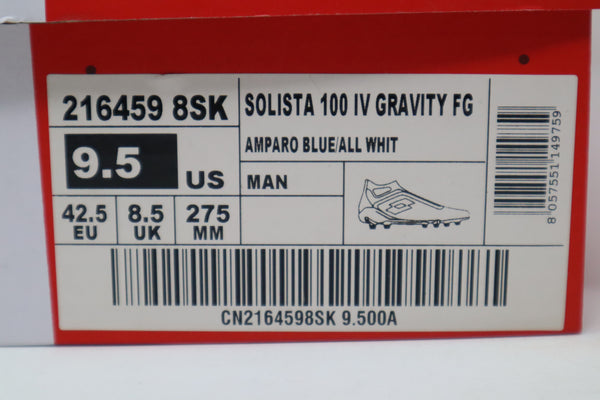 216459 8SK
SOLISTA 100 IV GRAVITY FG
AMPARO BLUE/ALL WHIT
9.5 US
MAN
42.5 EU
8.5 UK
275 MM
8 057551 149759
CN2164598SK 9.500A